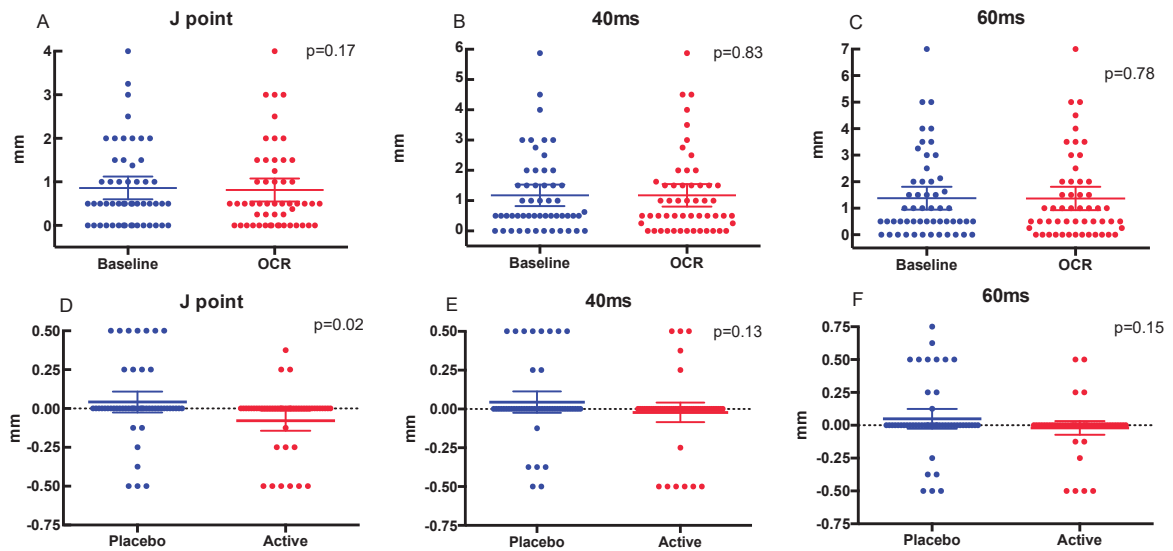 A
J point
p=0.17
mm
4
3
2
1
0
Baseline
OCR
B
40ms
p=0.83
mm
6
5
4
3
2
1
0
Baseline
OCR
C
60ms
p=0.78
mm
7
6
5
4
3
2
1
0
Baseline
OCR
D
J point
p=0.02
mm
0.50
0.25
0.00
-0.25
-0.50
-0.75
Placebo
Active
E
40ms
p=0.13
mm
0.50
0.25
0.00
-0.25
-0.50
-0.75
Placebo
Active
F
60ms
p=0.15
mm
0.75
0.50
0.25
0.00
-0.25
-0.50
-0.75
Placebo
Active